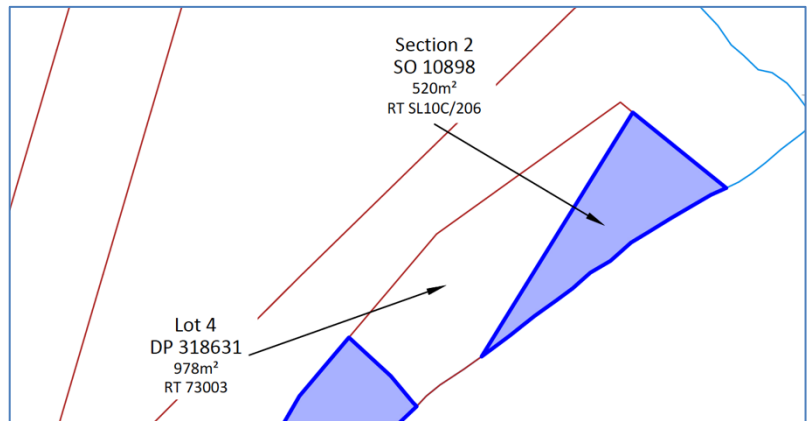 Section 2
SO 10898
520m²
RT SL10C/206
Lot 4
DP 318631
978m²
RT 73003